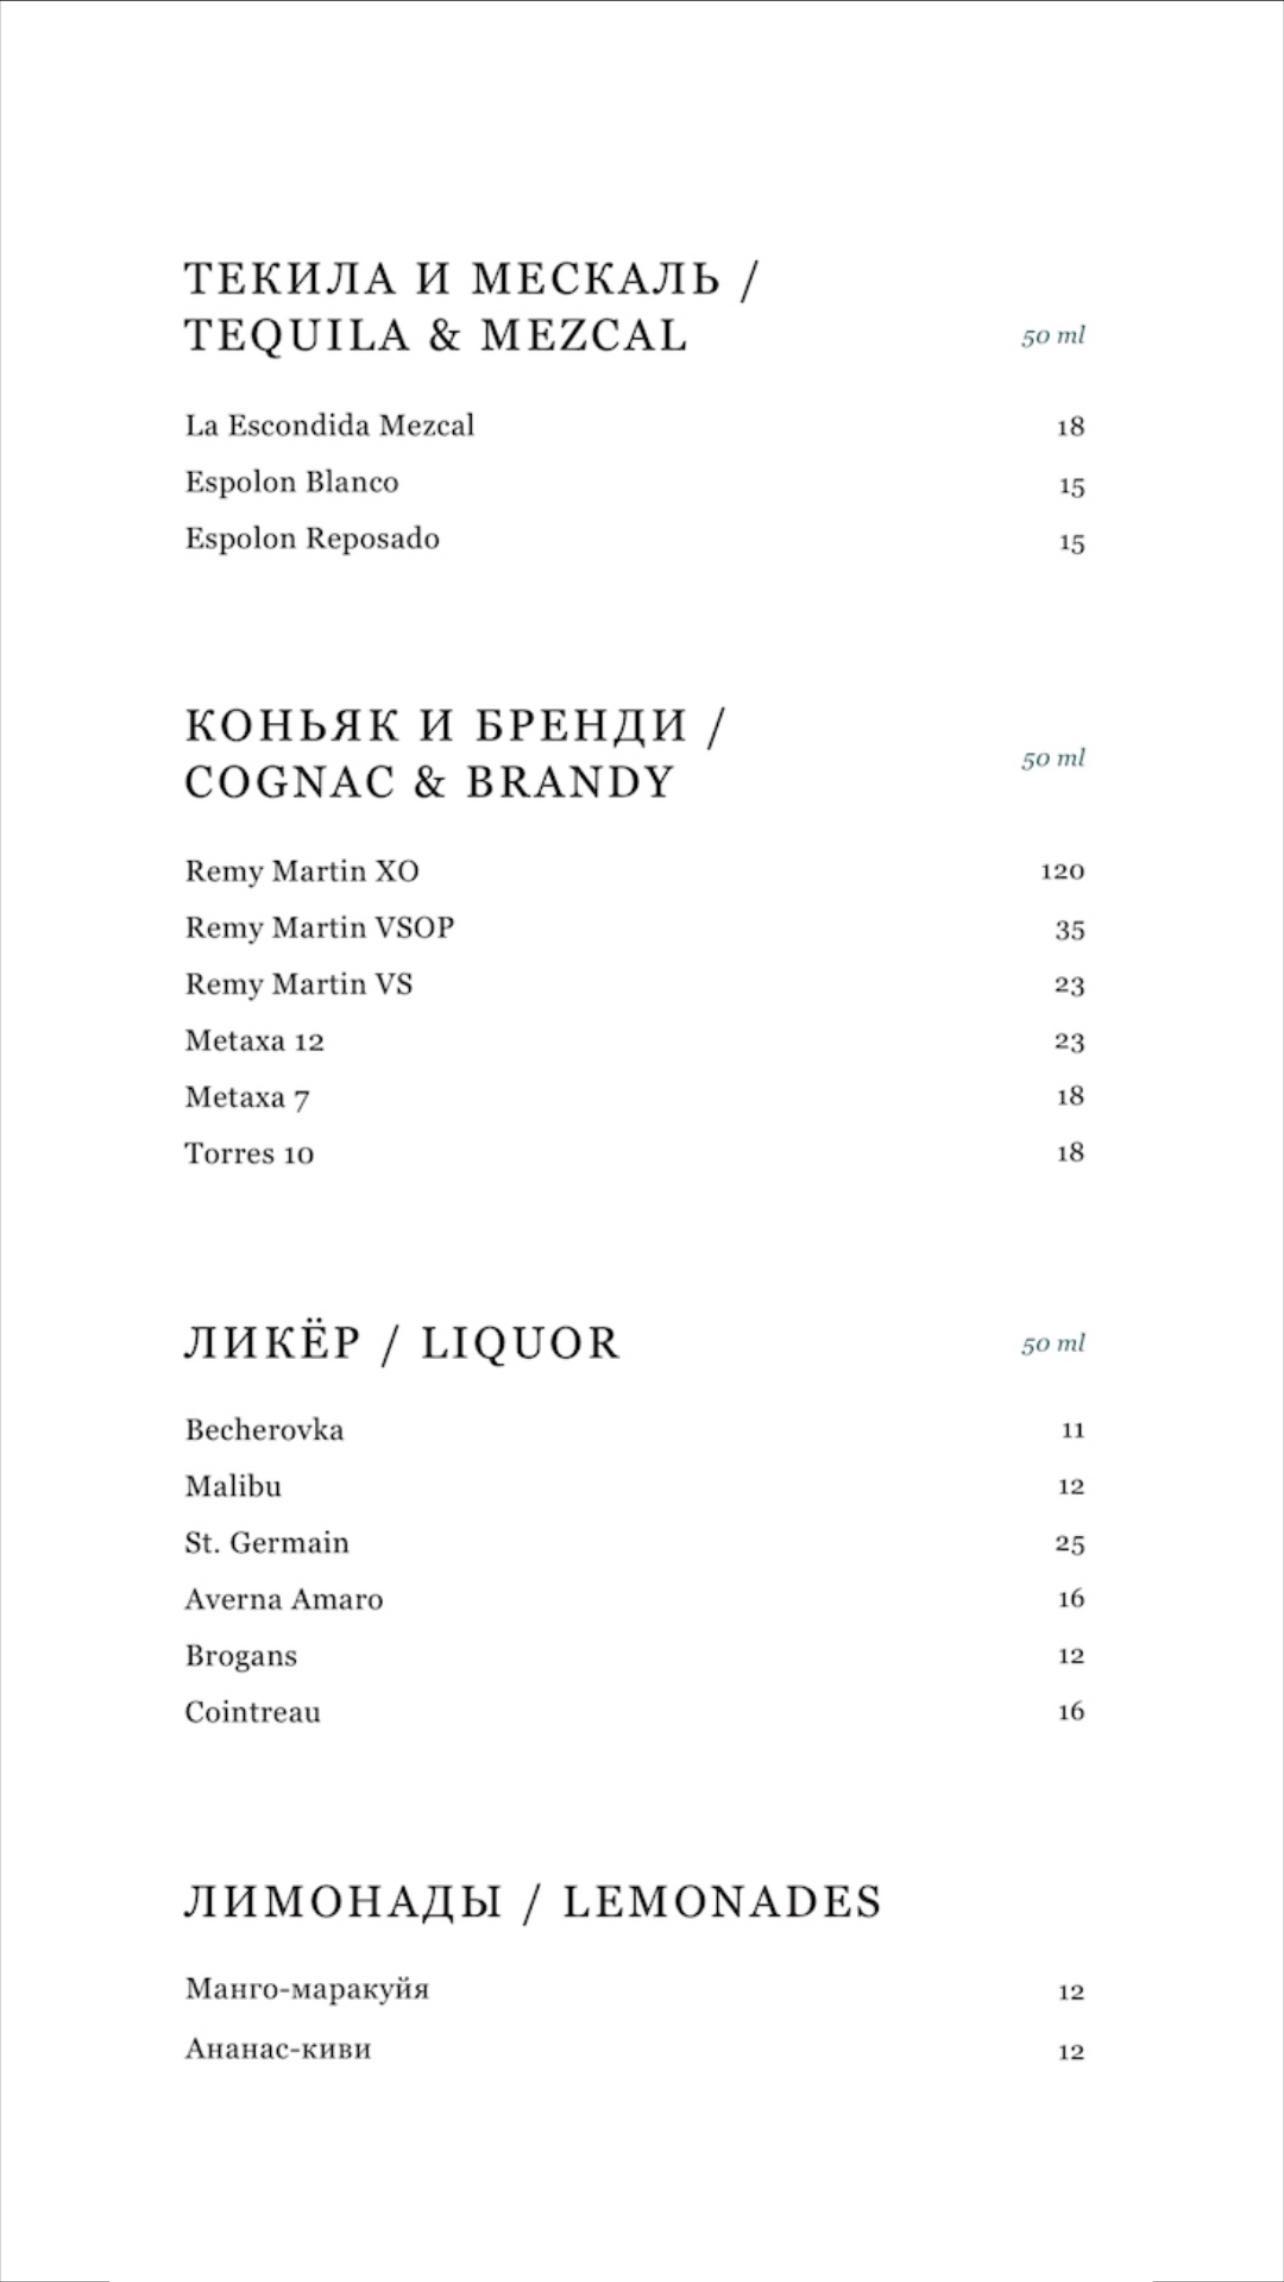 ТЕКИЛА И МЕСКАЛЬ /
TEQUILA & MEZCAL 50 ml
La Escondida Mezcal 18
Espolon Blanco 15
Espolon Reposado 15
КОНЬЯК И БРЕНДИ /
COGNAC & BRANDY 50 ml
Remy Martin XO 120
Remy Martin VSOP 35
Remy Martin VS 23
Metaxa 12 23
Metaxa 7 18
Torres 10 18
ЛИКЁР / LIQUOR 50 ml
Becherovka 11
Malibu 12
St. Germain 25
Averna Amaro 16
Brogans 12
Cointreau 16
ЛИМОНАДЫ / LEMONADES
Манго-маракуйя 12
Ананас-киви 12